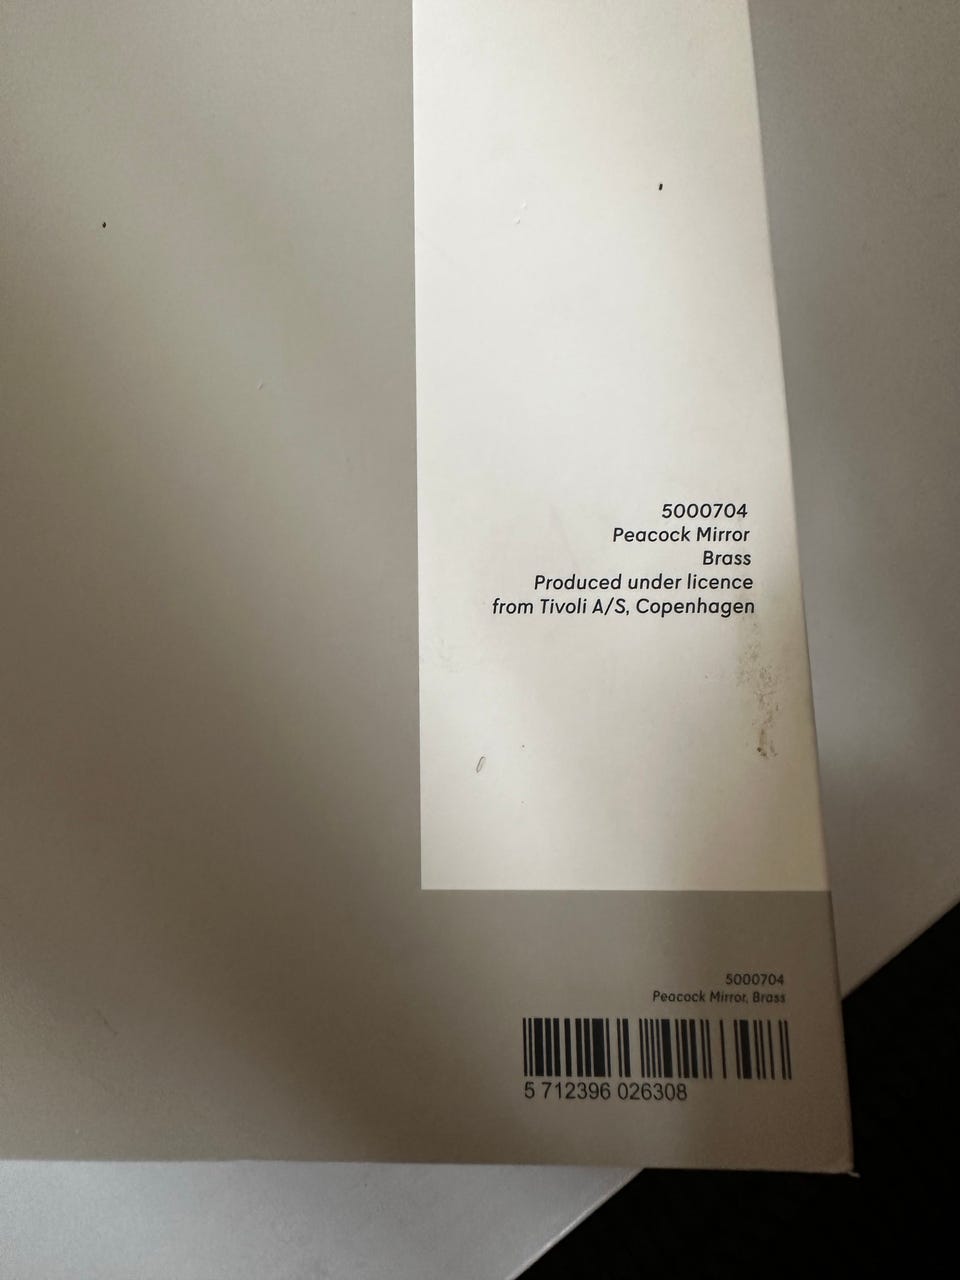 5000704
Peacock Mirror
Brass
Produced under licence
from Tivoli A/S, Copenhagen
5000704
Peacock Mirror, Brass
5 712396 026308